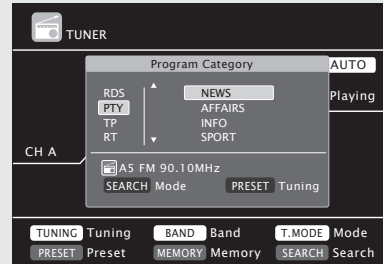 TUNER
Program Category
AUTO
RDS NEWS
PTY AFFAIRS
TP INFO
RT SPORT
Playing
CH A
A5 FM 90.10MHz
SEARCH Mode PRESET Tuning
TUNING Tuning BAND Band T.MODE Mode
PRESET Preset MEMORY Memory SEARCH Search